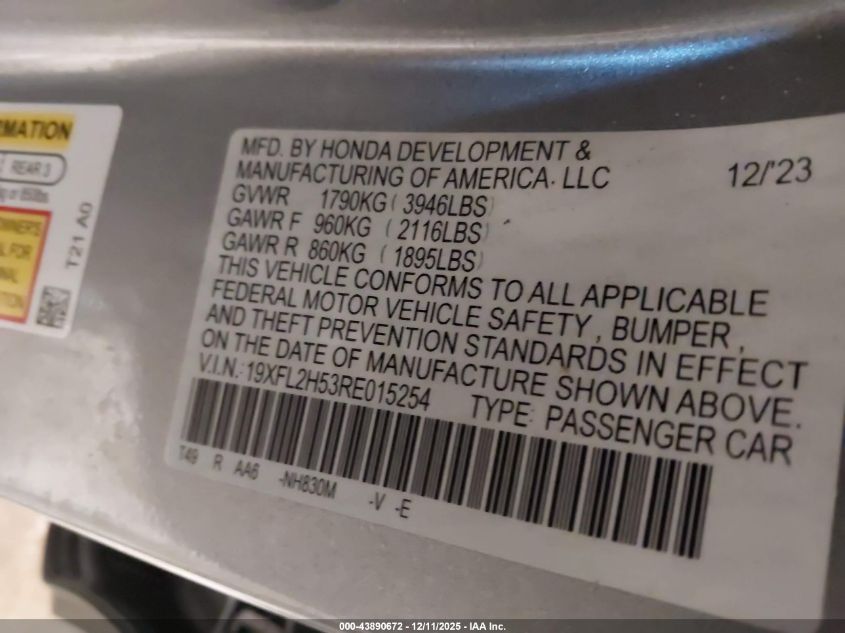 RMATION
REAR 0
T21 A0
MFD. BY HONDA DEVELOPMENT &
MANUFACTURING OF AMERICA. LLC 12/'23
GVWR 1790KG ( 3946LBS)
GAWR F 960KG ( 2116LBS)
GAWR R 860KG ( 1895LBS)
THIS VEHICLE CONFORMS TO ALL APPLICABLE
FEDERAL MOTOR VEHICLE SAFETY, BUMPER,
AND THEFT PREVENTION STANDARDS IN EFFECT
ON THE DATE OF MANUFACTURE SHOWN ABOVE.
V.I.N.: 19XFL2H53RE015254 TYPE: PASSENGER CAR
T49 R AA6 -NH830M -V -E
000-43890672 - 12/11/2025 - IAA Inc.